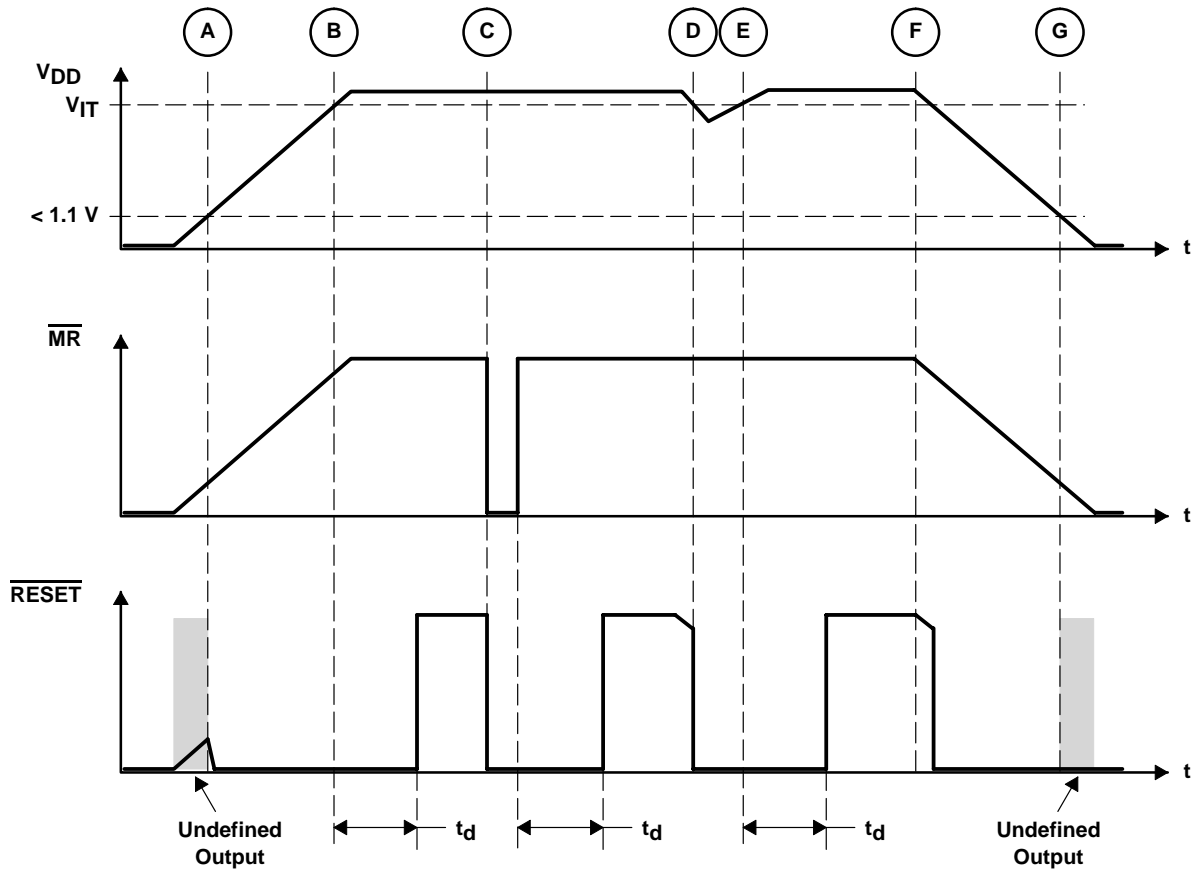 A B C D E F G
VDD
VIT
< 1.1 V
t
MR
t
RESET
t
Undefined
Output
td
td
td
Undefined
Output